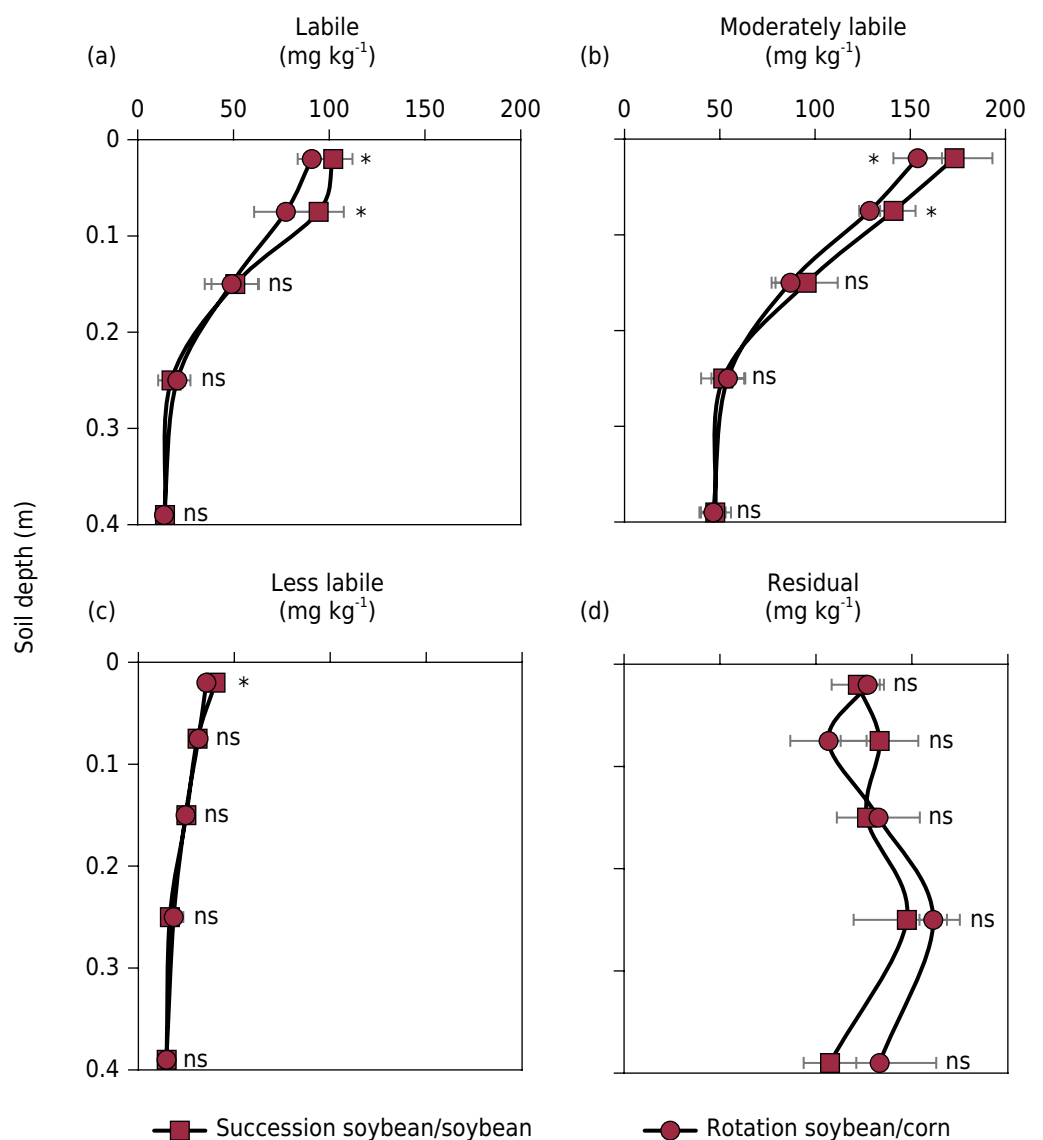 Labile
(a) (mg kg⁻¹)
0 50 100 150 200
Moderately labile
(b) (mg kg⁻¹)
0 50 100 150 200
0
0.1
0.2
0.3
0.4
*
*
ns
ns
ns
*
*
ns
ns
ns
Soil depth (m)
Less labile
(c) (mg kg⁻¹)
Residual
(d) (mg kg⁻¹)
0
0.1
0.2
0.3
0.4
*
ns
ns
ns
ns
ns
ns
ns
ns
ns
Succession soybean/soybean
Rotation soybean/corn